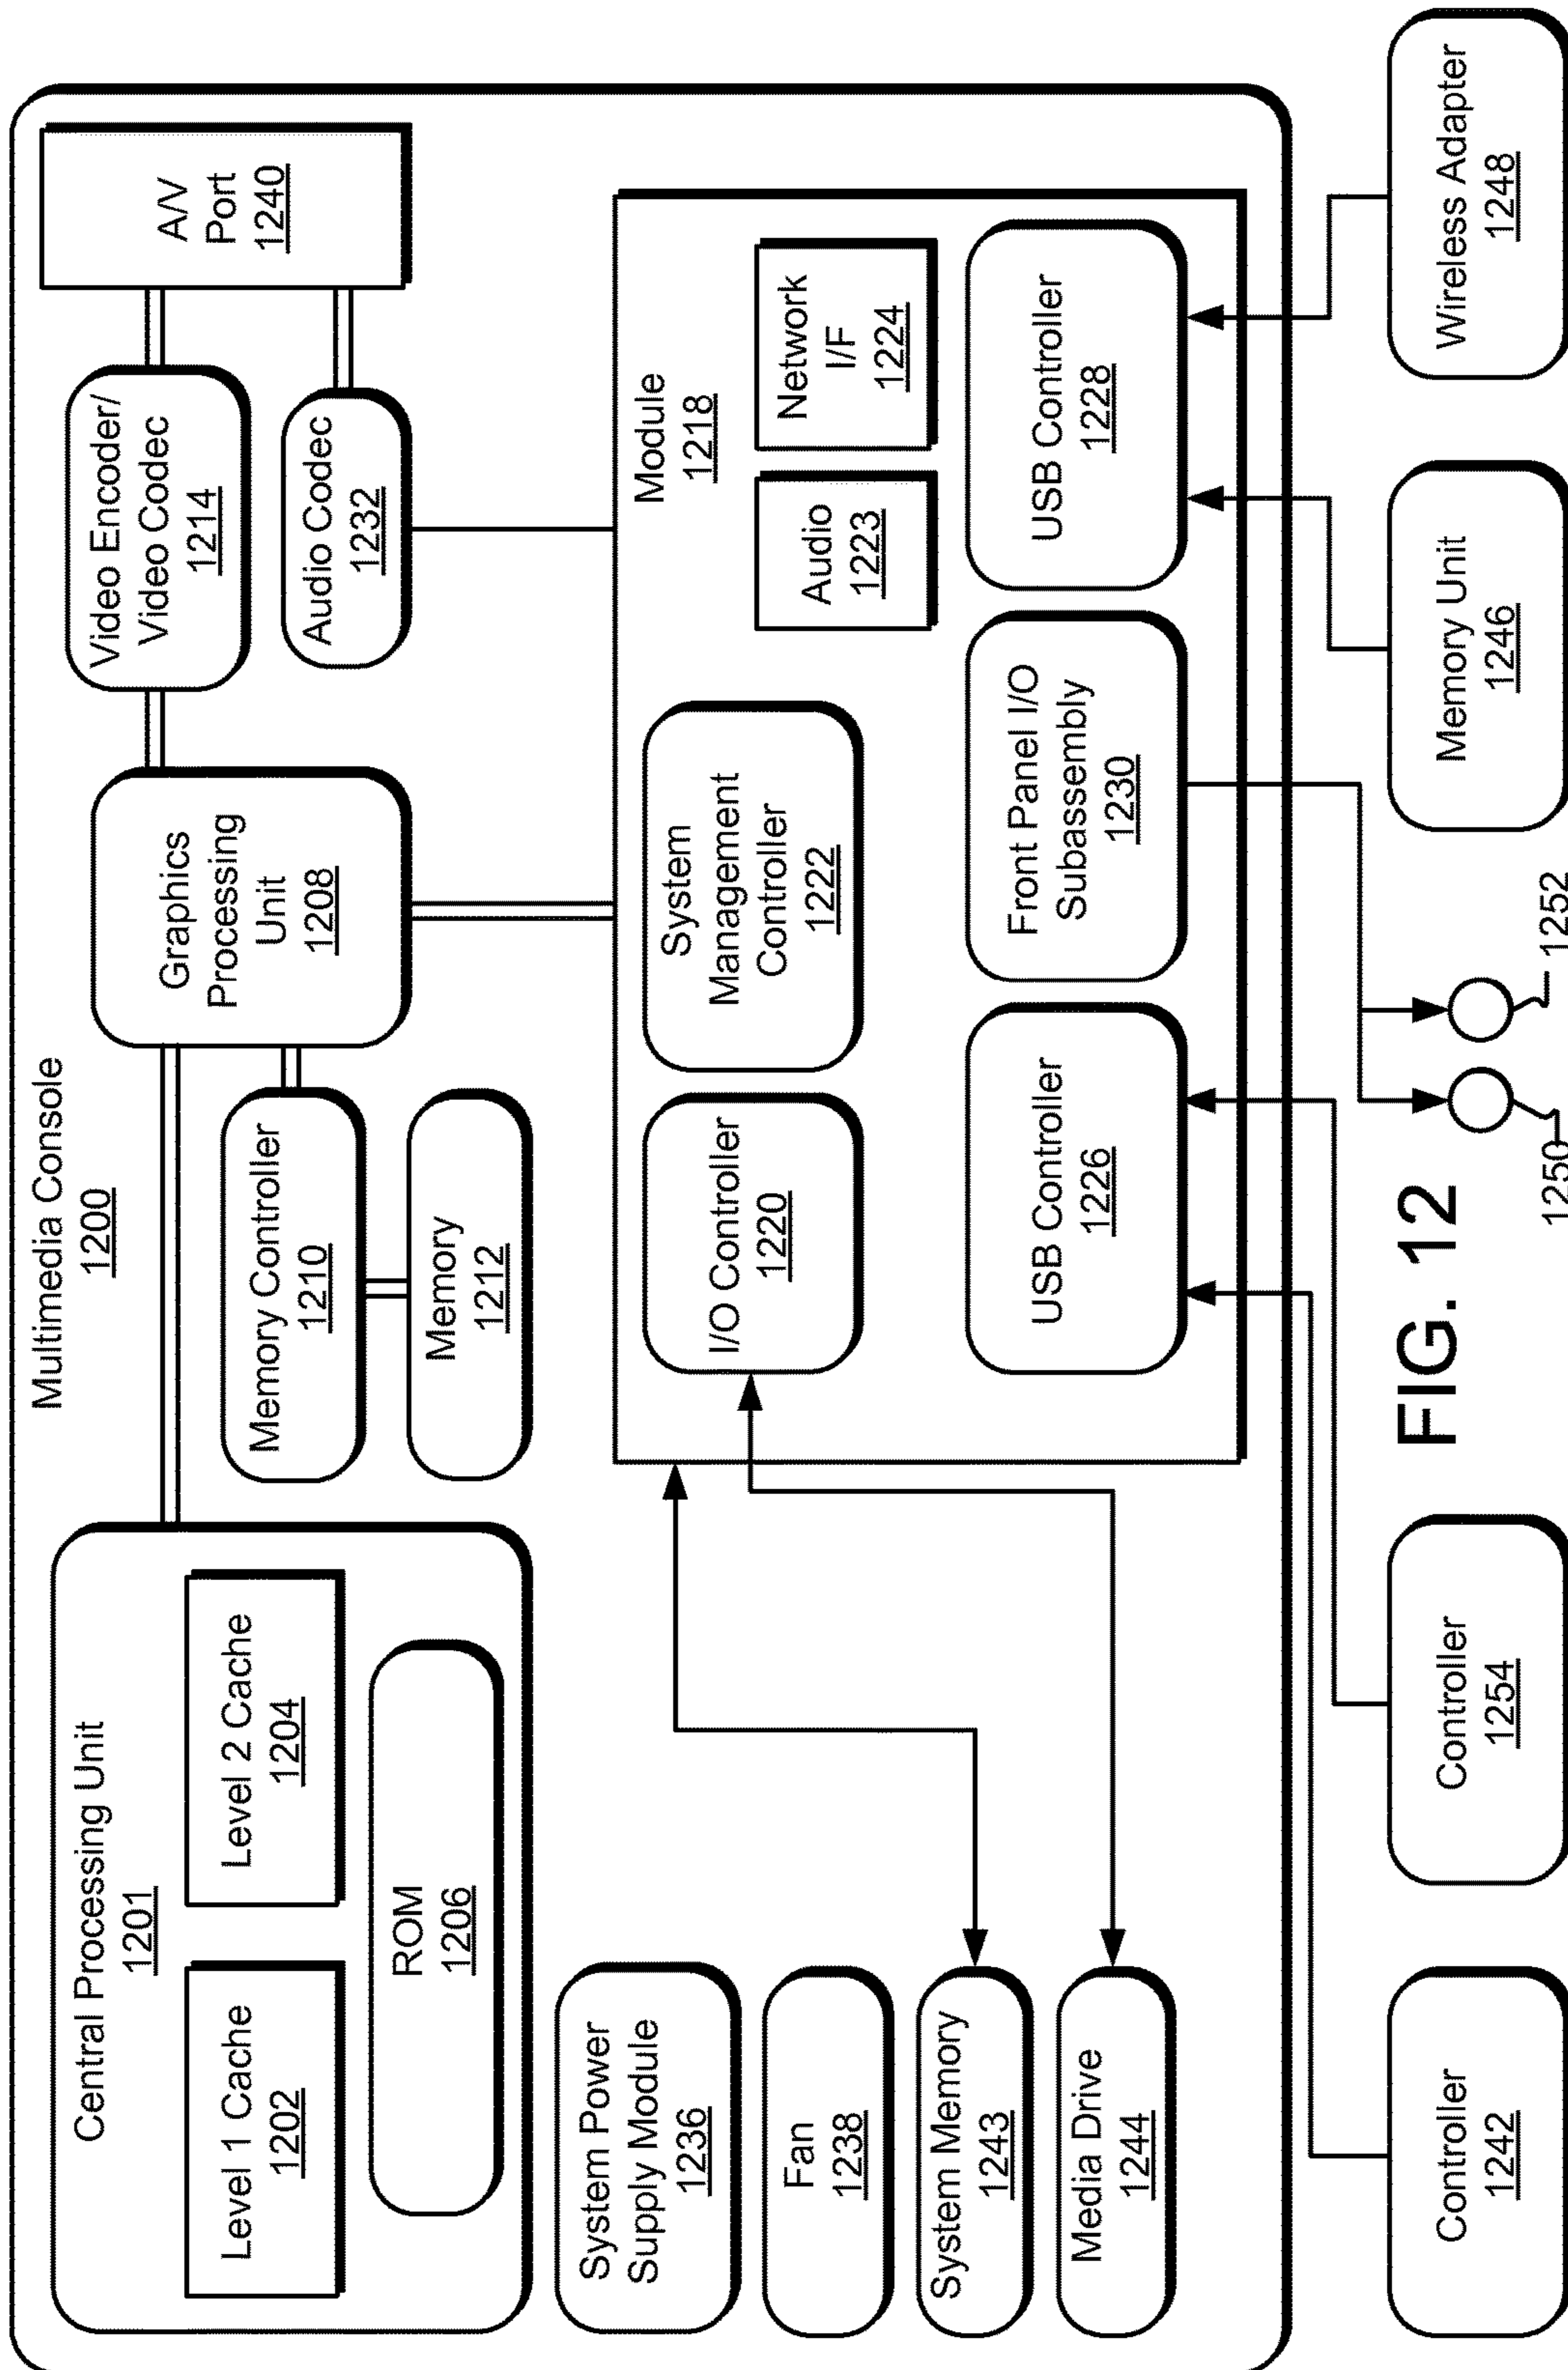 Multimedia Console
1200
Central Processing Unit
1201
Level 1 Cache
1202
Level 2 Cache
1204
ROM
1206
Graphics
Processing
Unit
1208
Video Encoder/
Video Codec
1214
A/V
Port
1240
Memory Controller
1210
Audio Codec
1232
Memory
1212
System Power
Supply Module
1236
Fan
1238
System Memory
1243
Media Drive
1244
Module
1218
I/O Controller
1220
System
Management
Controller
1222
Audio
1223
Network
I/F
1224
USB Controller
1226
Front Panel I/O
Subassembly
1230
USB Controller
1228
Controller
1242
Controller
1254
FIG. 12
1250
1252
Memory Unit
1246
Wireless Adapter
1248